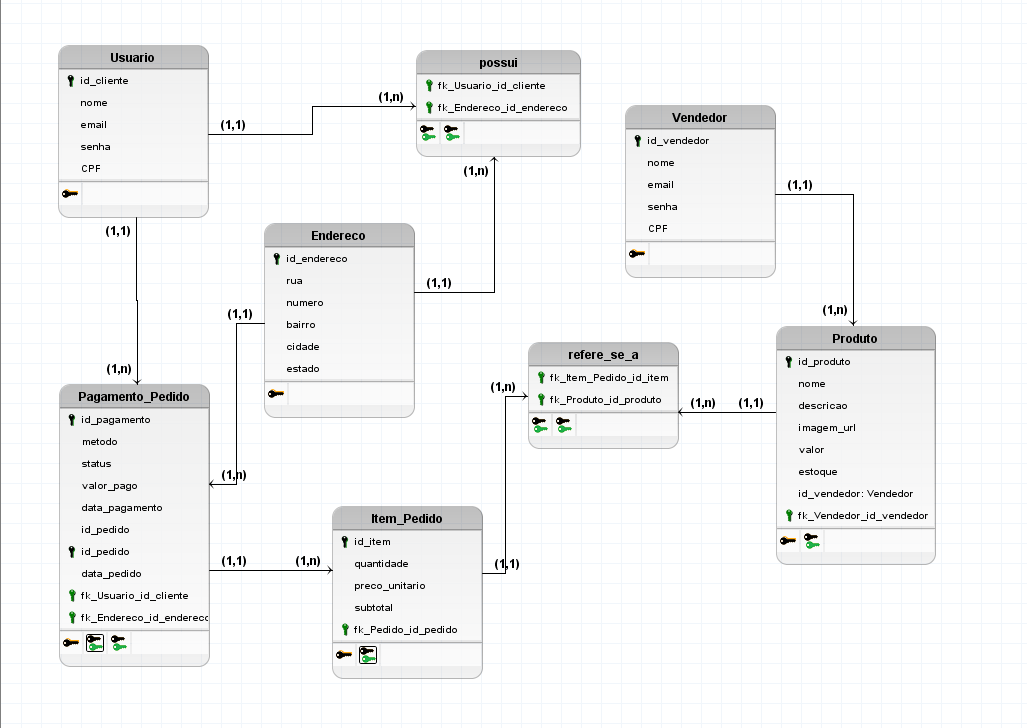 Usuario
id_cliente
nome
email
senha
CPF
(1,1)
(1,n)
possui
fk_Usuario_id_cliente
fk_Endereco_id_endereco
(1,n)
Vendedor
id_vendedor
nome
email
senha
CPF
(1,1)
(1,n)
(1,1)
(1,n)
Endereco
id_endereco
rua
numero
bairro
cidade
estado
(1,1)
(1,1)
(1,n)
Pagamento_Pedido
id_pagamento
metodo
status
valor_pago
data_pagamento
id_pedido
id_pedido
data_pedido
fk_Usuario_id_cliente
fk_Endereco_id_enderec
(1,1)
(1,n)
Item_Pedido
id_item
quantidade
preco_unitario
subtotal
fk_Pedido_id_pedido
(1,1)
(1,n)
refere_se_a
fk_Item_Pedido_id_item
fk_Produto_id_produto
(1,n)
(1,1)
Produto
id_produto
nome
descricao
imagem_url
valor
estoque
id_vendedor: Vendedor
fk_Vendedor_id_vendedor